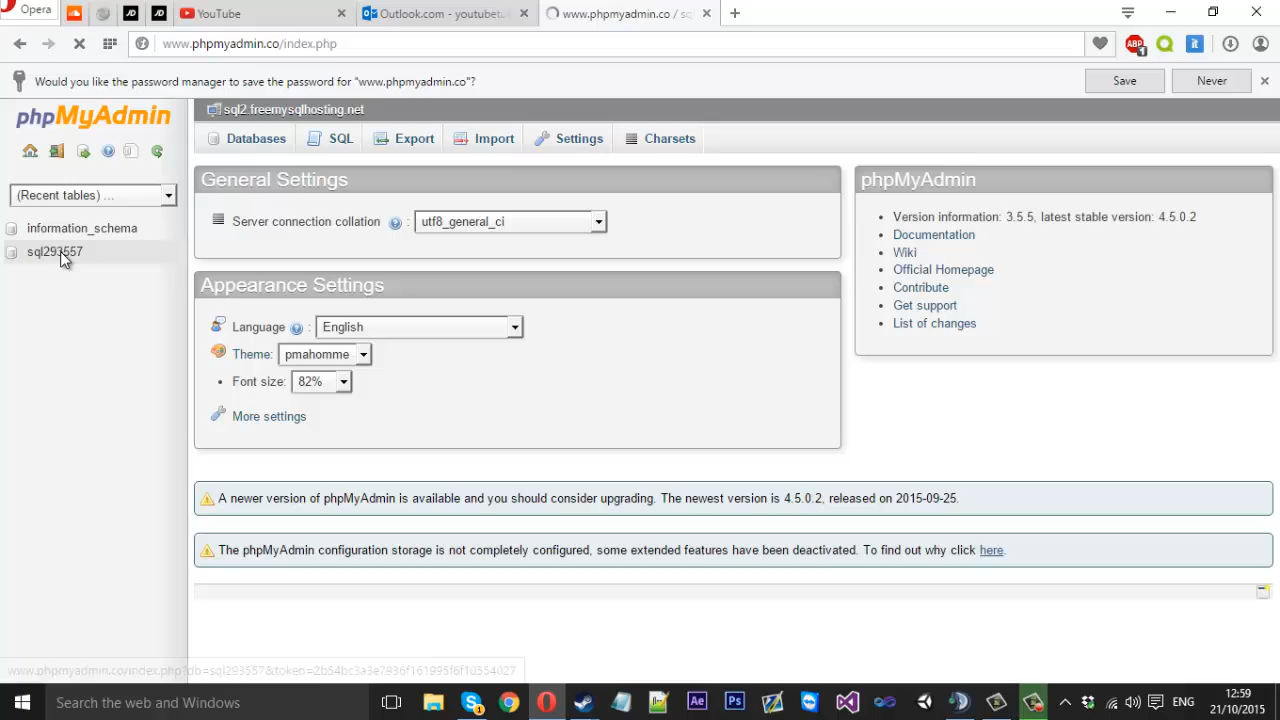 Opera
YouTube
Outlook.com - youtubetu
www.phpmyadmin.co / sq
www.phpmyadmin.co/index.php
ABP
1
it
Would you like the password manager to save the password for "www.phpmyadmin.co"?
Save
Never
phpMyAdmin
sql2.freemysqlhosting.net
Databases
SQL
Export
Import
Settings
Charsets
(Recent tables) ...
information_schema
sql293557
General Settings
Server connection collation
:
utf8_general_ci
Appearance Settings
Language
:
English
Theme:
pmahomme
• Font size:
82%
More settings
phpMyAdmin
• Version information: 3.5.5, latest stable version: 4.5.0.2
• Documentation
• Wiki
• Official Homepage
• Contribute
• Get support
• List of changes
A newer version of phpMyAdmin is available and you should consider upgrading. The newest version is 4.5.0.2, released on 2015-09-25.
The phpMyAdmin configuration storage is not completely configured, some extended features have been deactivated. To find out why click here.
Search the web and Windows
Ae
Ps
ENG
12:59
21/10/2015